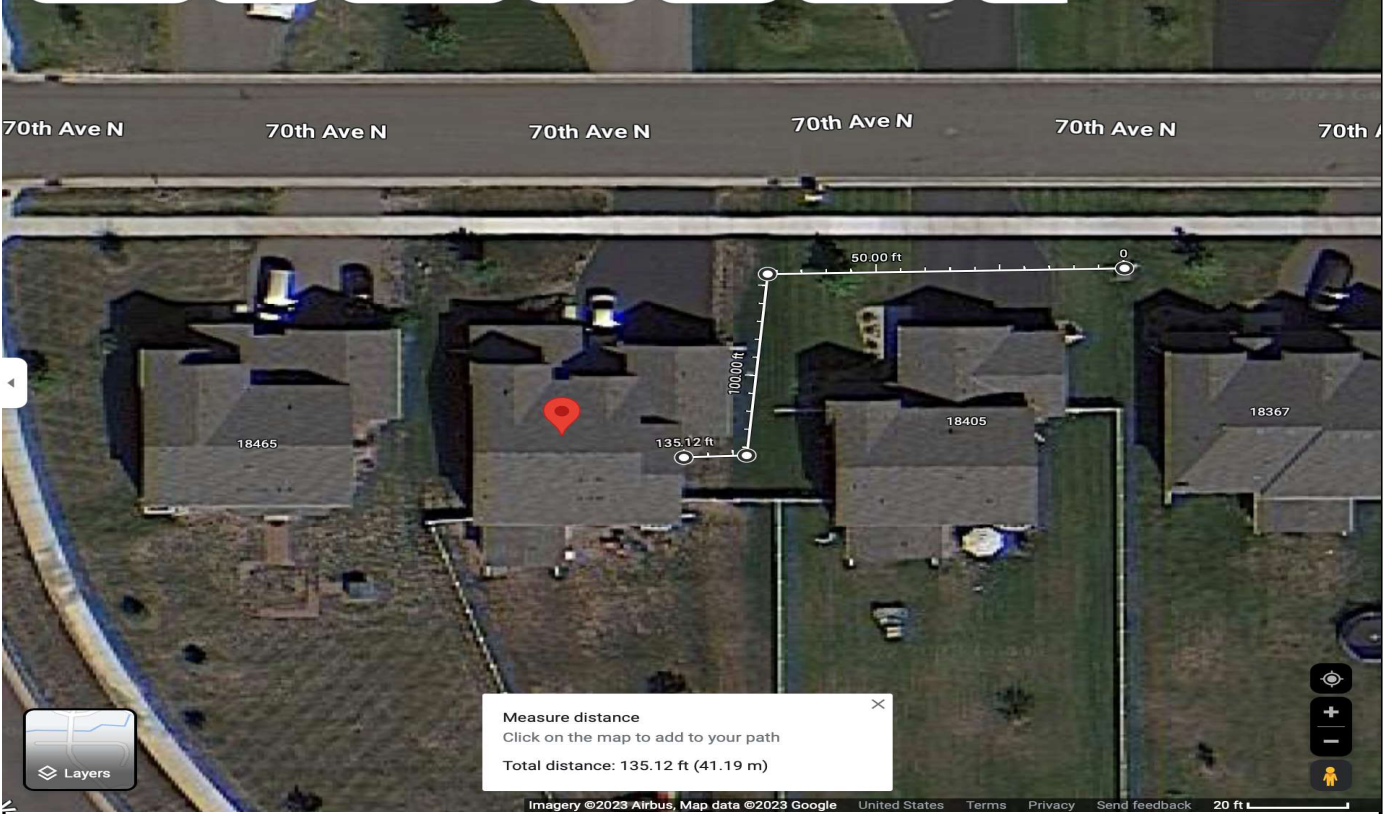 70th Ave N
70th Ave N
70th Ave N
70th Ave N
70th Ave N
70th
50.00 ft
0
100.00 ft
135.12 ft
18465
18405
18367
Measure distance
Click on the map to add to your path
Total distance: 135.12 ft (41.19 m)
Layers
Imagery ©2023 Airbus, Map data ©2023 Google United States Terms Privacy Send feedback 20 ft